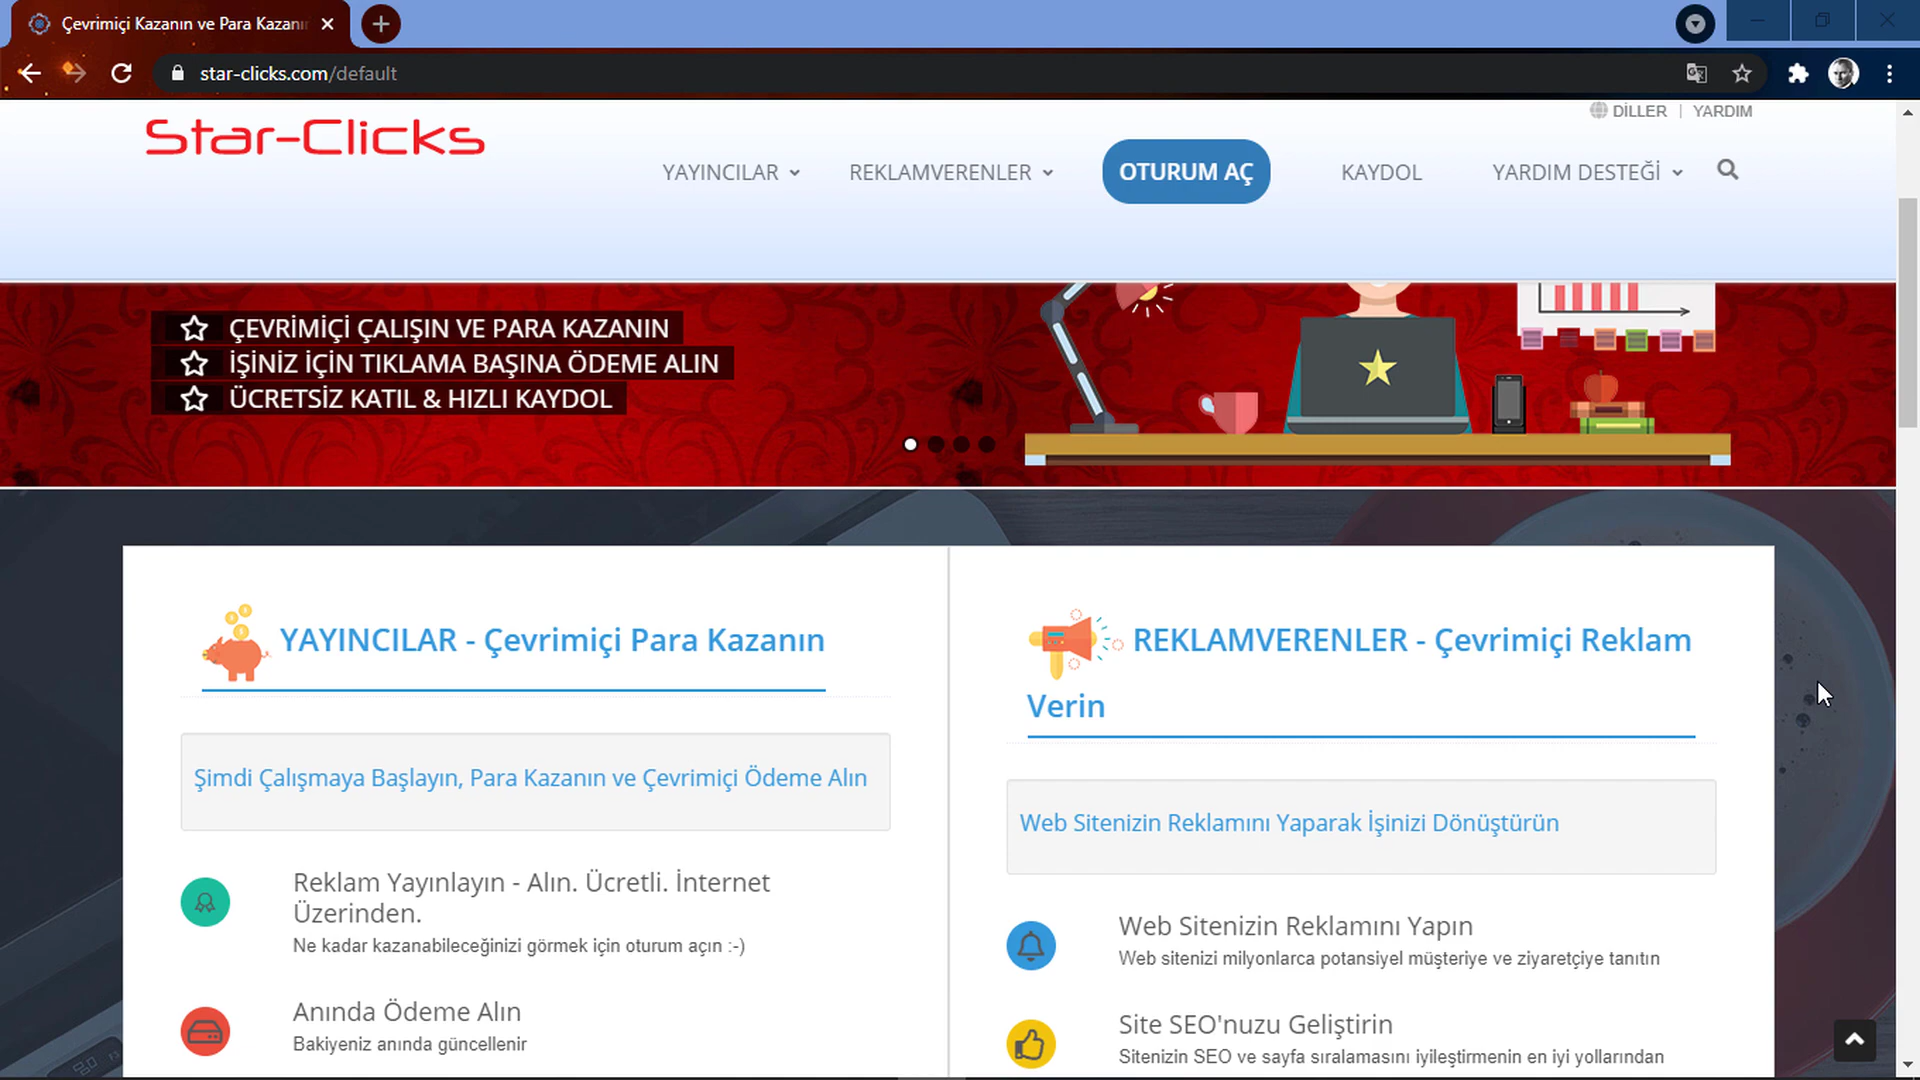 Çevrimiçi Kazanın ve Para Kazanı
star-clicks.com/default
DİLLER | YARDIM
Star-Clicks
YAYINCILAR
REKLAMVERENLER
OTURUM AÇ
KAYDOL
YARDIM DESTEĞİ
ÇEVRİMİÇİ ÇALIŞIN VE PARA KAZANIN
İŞİNİZ İÇİN TIKLAMA BAŞINA ÖDEME ALIN
ÜCRETSİZ KATIL & HIZLI KAYDOL
YAYINCILAR - Çevrimiçi Para Kazanın
Şimdi Çalışmaya Başlayın, Para Kazanın ve Çevrimiçi Ödeme Alın
Reklam Yayınlayın - Alın. Ücretli. İnternet
Üzerinden.
Ne kadar kazanabileceğinizi görmek için oturum açın :-)
Anında Ödeme Alın
Bakiyeniz anında güncellenir
REKLAMVERENLER - Çevrimiçi Reklam
Verin
Web Sitenizin Reklamını Yaparak İşinizi Dönüştürün
Web Sitenizin Reklamını Yapın
Web sitenizi milyonlarca potansiyel müşteriye ve ziyaretçiye tanıtın
Site SEO'nuzu Geliştirin
Sitenizin SEO ve sayfa sıralamasını iyileştirmenin en iyi yollarından